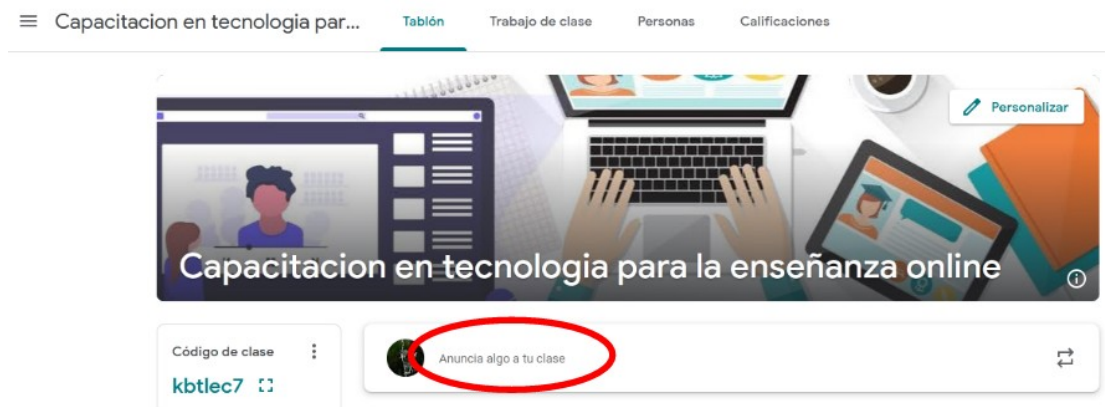 Capacitacion en tecnologia par...
Tablón
Trabajo de clase
Personas
Calificaciones
Personalizar
Capacitacion en tecnologia para la enseñanza online
Código de clase
kbtlec7
Anuncia algo a tu clase